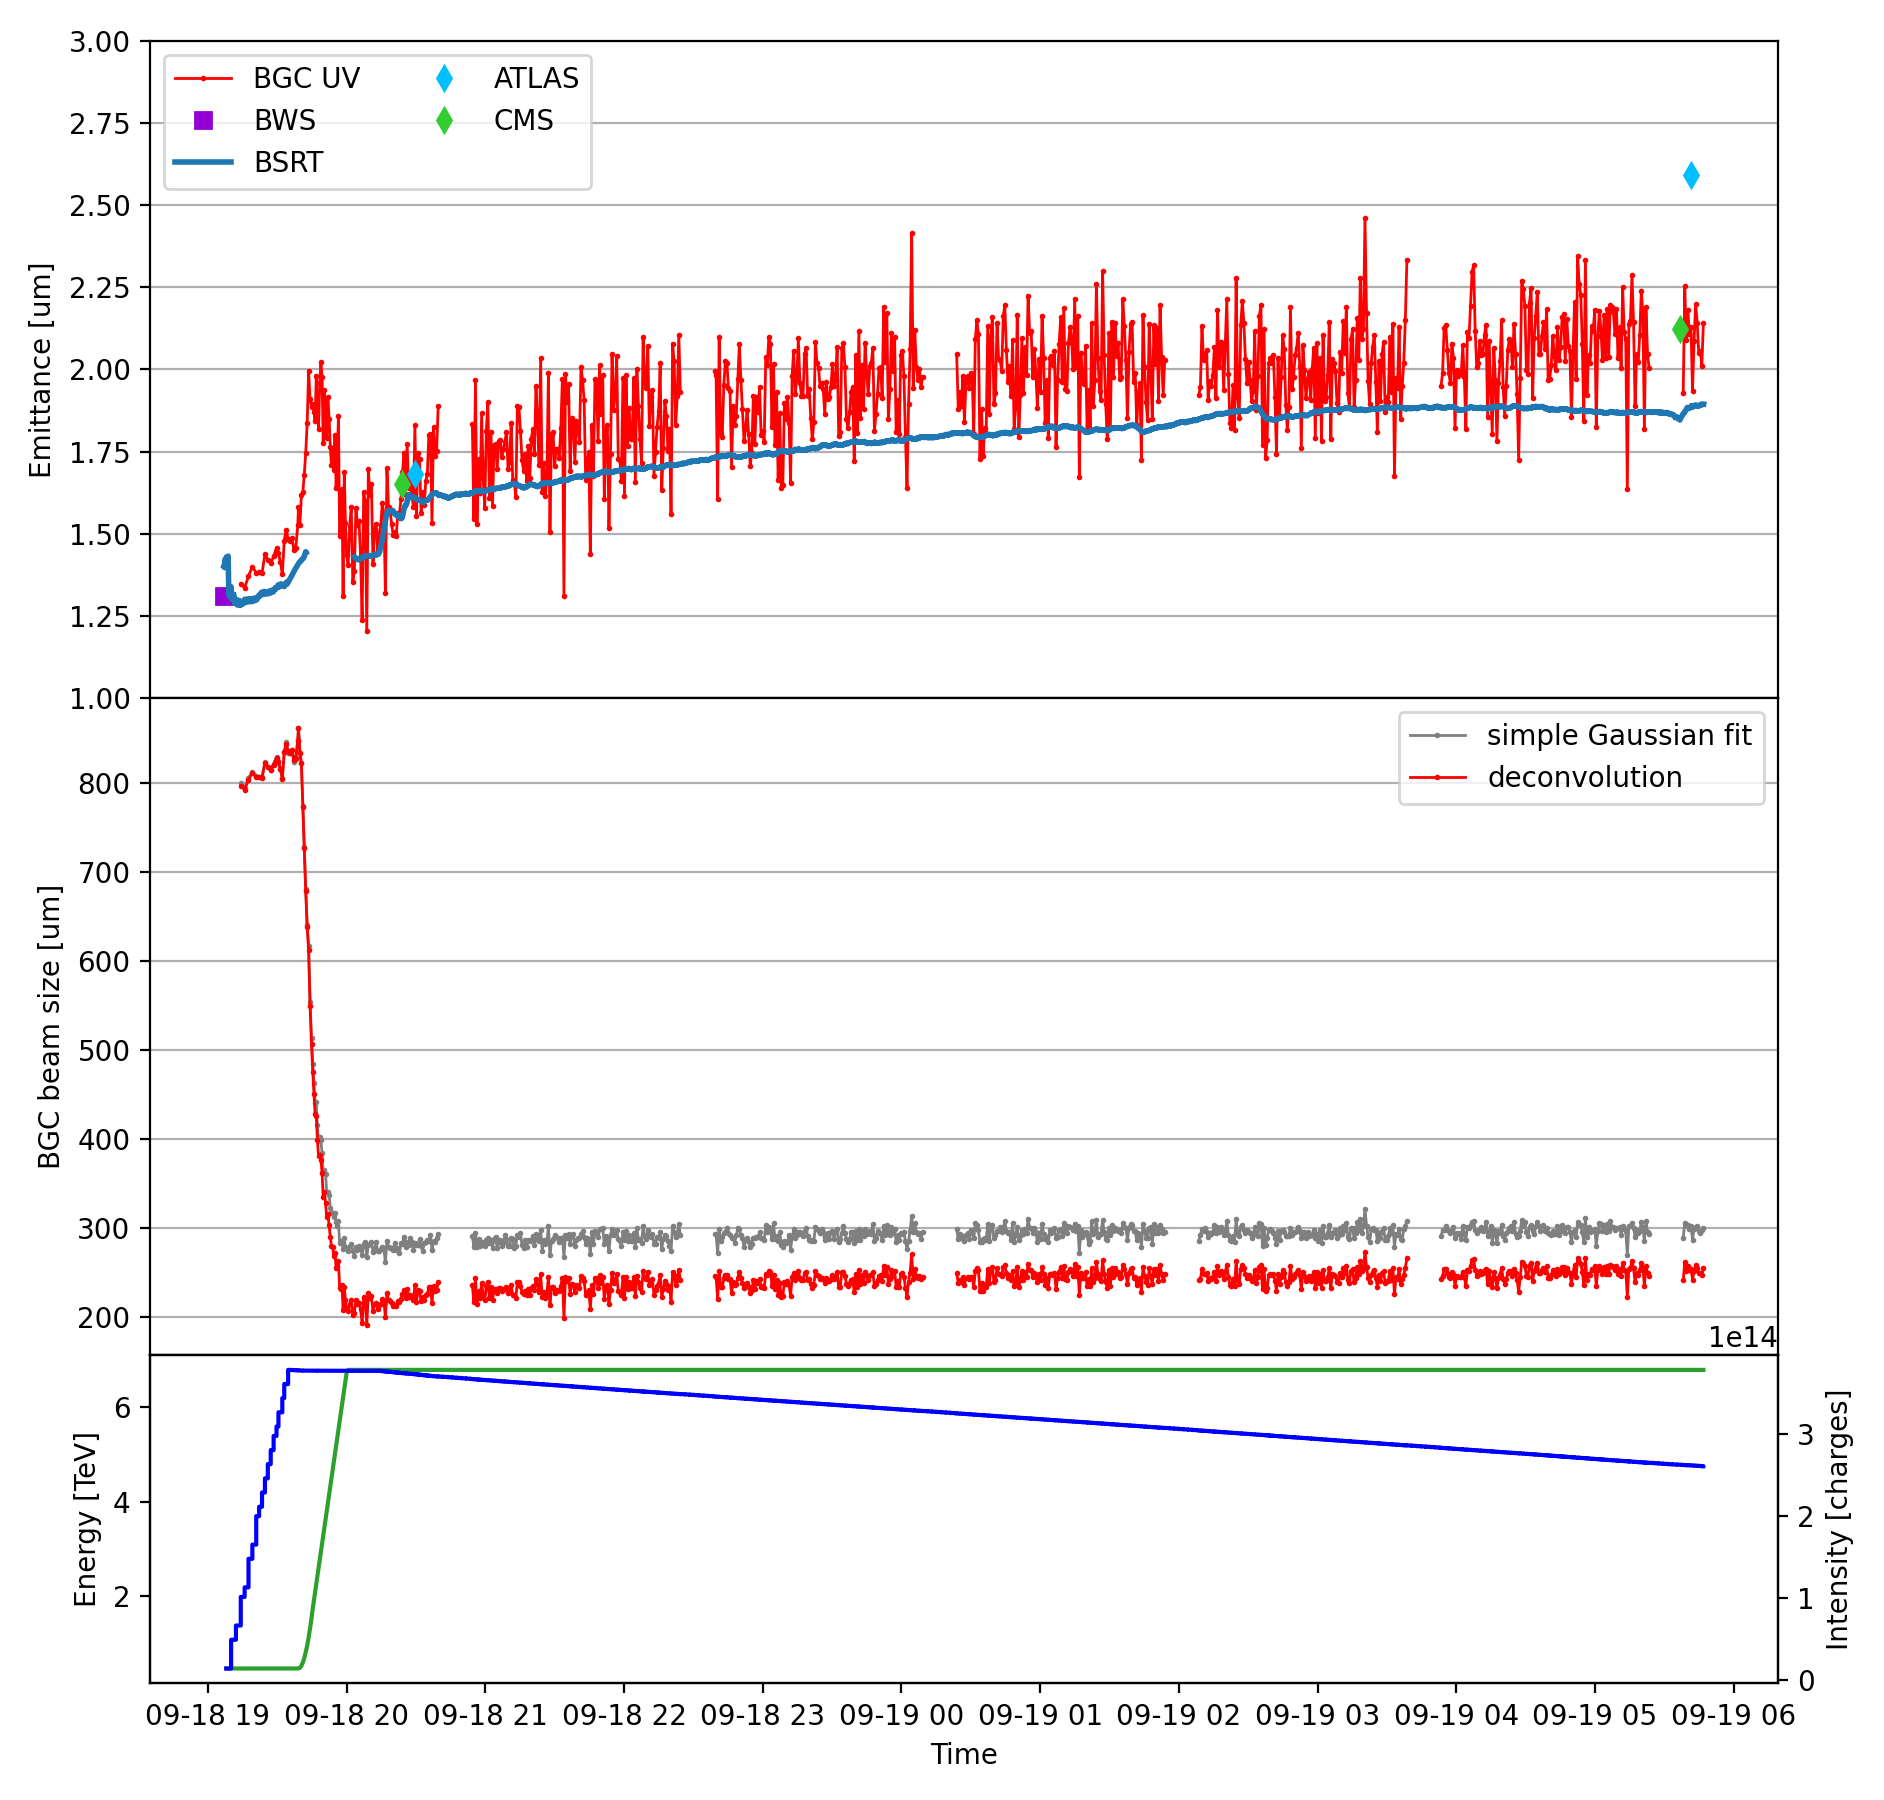 3.00
2.75
2.50
2.25
2.00
1.75
1.50
1.25
1.00
Emittance [um]
BGC UV
BWS
BSRT
ATLAS
CMS
800
700
600
500
400
300
200
BGC beam size [um]
simple Gaussian fit
deconvolution
1e14
6
4
2
Energy [TeV]
3
2
1
0
Intensity [charges]
09-18 19 09-18 20 09-18 21 09-18 22 09-18 23 09-19 00 09-19 01 09-19 02 09-19 03 09-19 04 09-19 05 09-19 06
Time